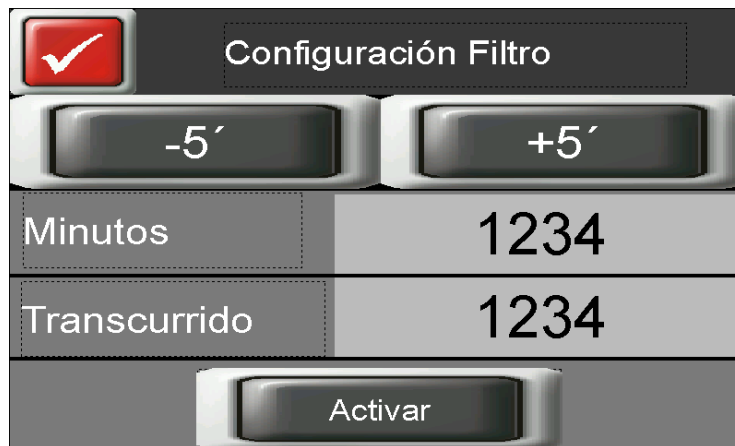 Configuración Filtro
-5´ +5´
Minutos 1234
Transcurrido 1234
Activar